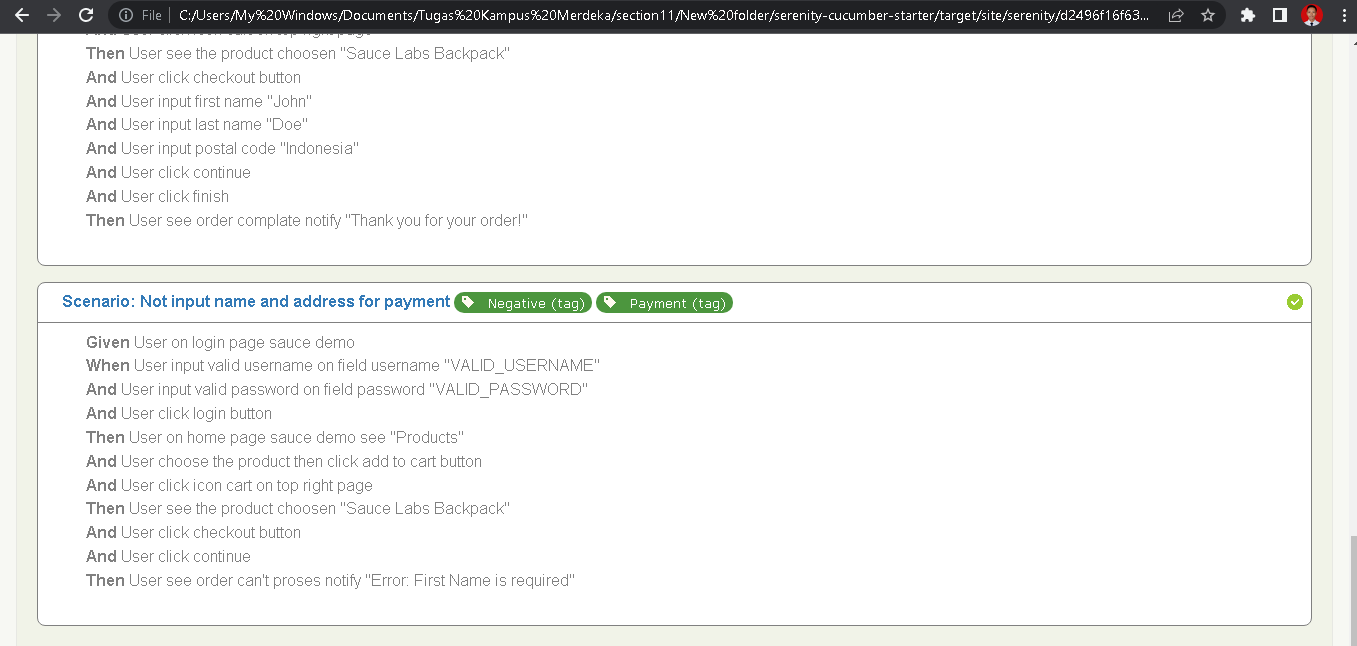 File C:/Users/My%20Windows/Documents/Tugas%20Kampus%20Merdeka/section11/New%20folder/serenity-cucumber-starter/target/site/serenity/d2496f16f63...
Then User see the product choosen "Sauce Labs Backpack"
And User click checkout button
And User input first name "John"
And User input last name "Doe"
And User input postal code "Indonesia"
And User click continue
And User click finish
Then User see order complate notify "Thank you for your order!"
Scenario: Not input name and address for payment Negative (tag) Payment (tag)
Given User on login page sauce demo
When User input valid username on field username "VALID_USERNAME"
And User input valid password on field password "VALID_PASSWORD"
And User click login button
Then User on home page sauce demo see "Products"
And User choose the product then click add to cart button
And User click icon cart on top right page
Then User see the product choosen "Sauce Labs Backpack"
And User click checkout button
And User click continue
Then User see order can't proses notify "Error: First Name is required"